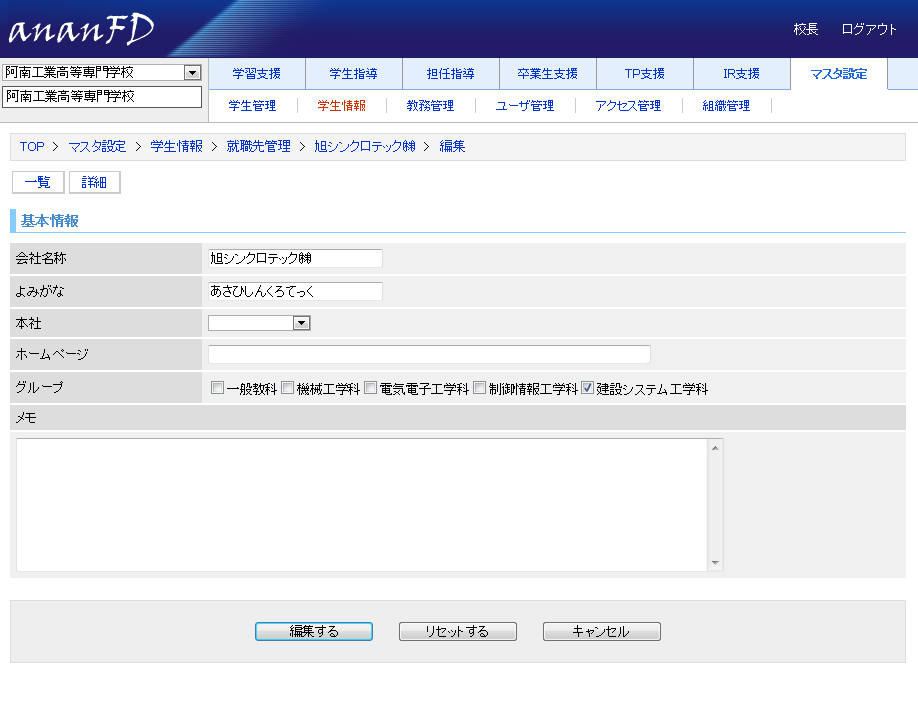 ananFD
校長 ログアウト
阿南工業高等専門学校
阿南工業高等専門学校
学習支援 学生指導 担任指導 卒業生支援 TP支援 IR支援 マスタ設定
学生管理 学生情報 教務管理 ユーザ管理 アクセス管理 組織管理
TOP > マスタ設定 > 学生情報 > 就職先管理 > 旭シンクロテック㈱ > 編集
一覧 詳細
基本情報
会社名称 旭シンクロテック㈱
よみがな あさひしんくろてっく
本社
ホームページ
グループ 一般教科 機械工学科 電気電子工学科 制御情報工学科 建設システム工学科
メモ
編集する リセットする キャンセル